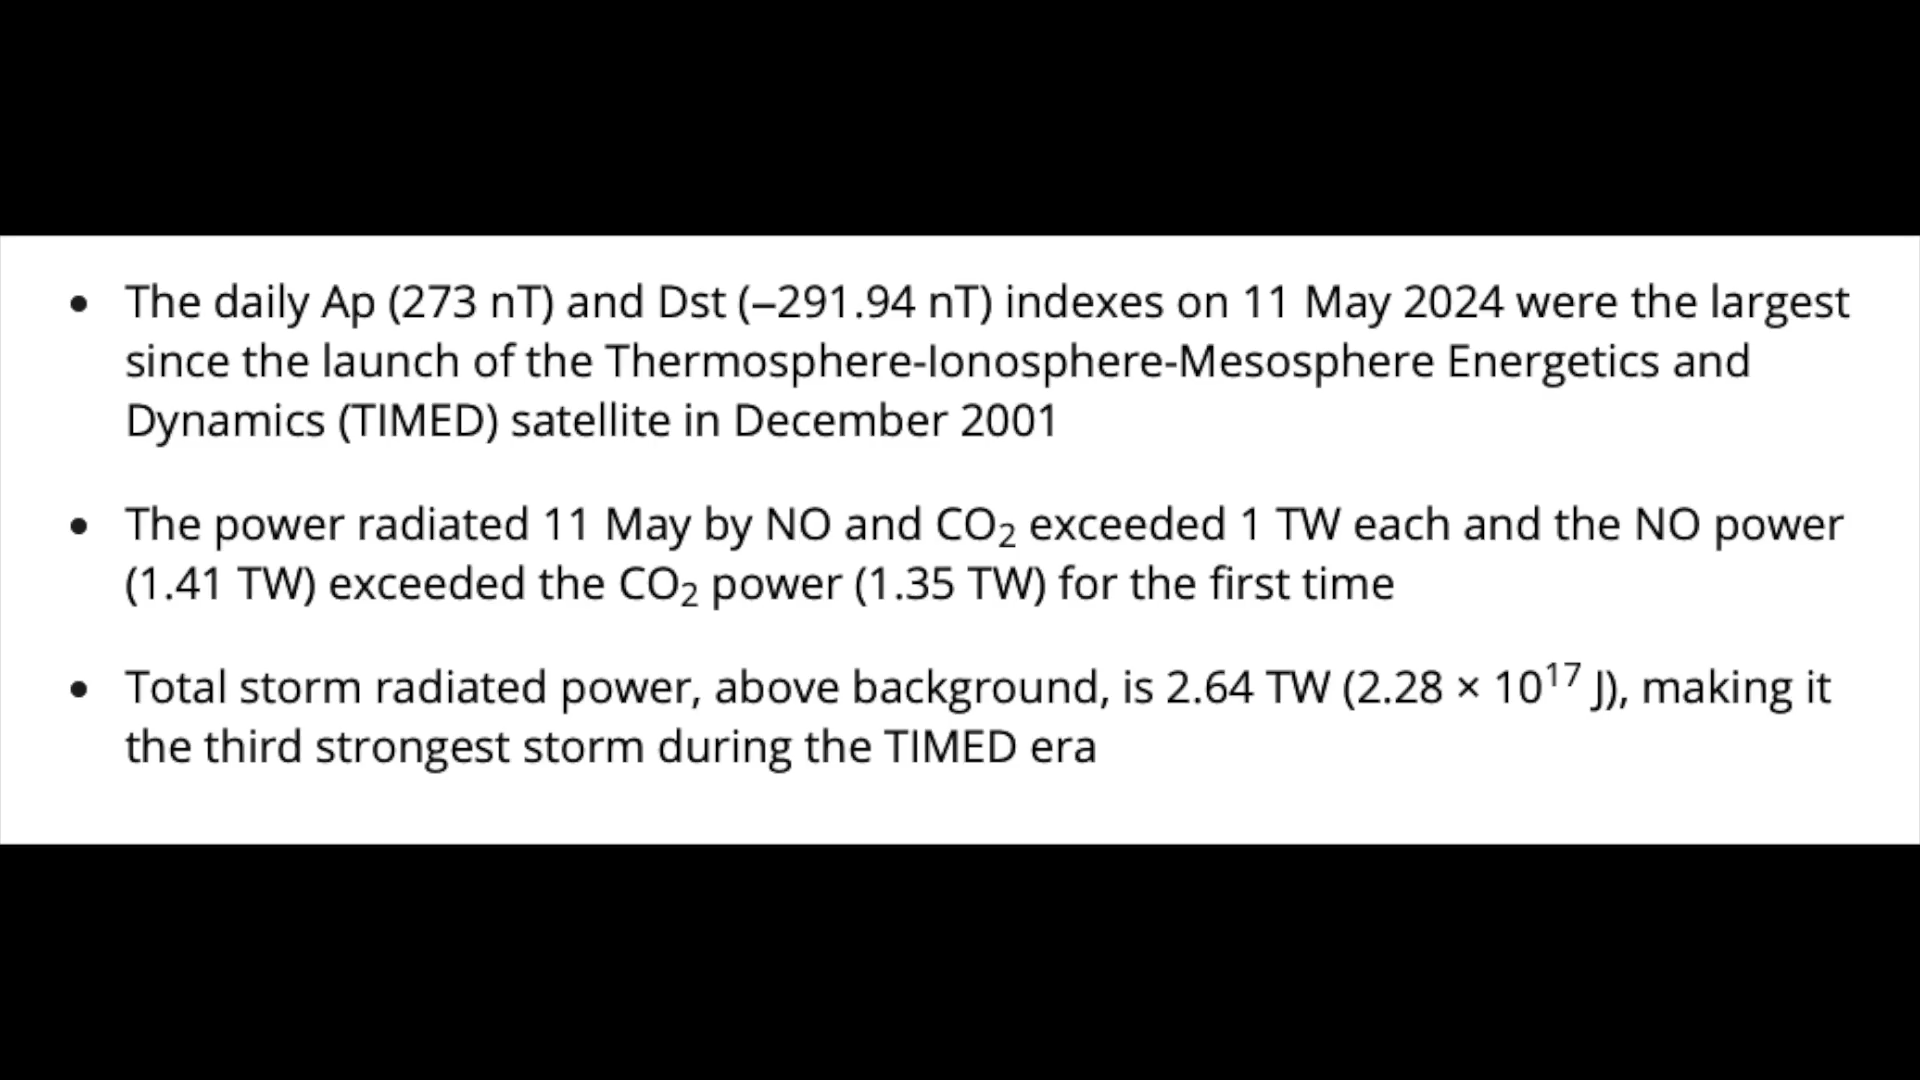 • The daily Ap (273 nT) and Dst (–291.94 nT) indexes on 11 May 2024 were the largest
since the launch of the Thermosphere-Ionosphere-Mesosphere Energetics and
Dynamics (TIMED) satellite in December 2001
• The power radiated 11 May by NO and CO₂ exceeded 1 TW each and the NO power
(1.41 TW) exceeded the CO₂ power (1.35 TW) for the first time
• Total storm radiated power, above background, is 2.64 TW (2.28 × 10¹⁷ J), making it
the third strongest storm during the TIMED era